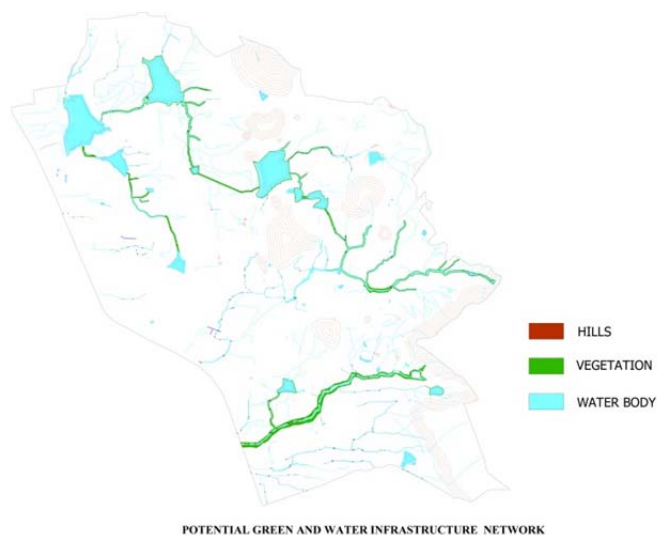 HILLS
VEGETATION
WATER BODY
POTENTIAL GREEN AND WATER INFRASTRUCTURE NETWORK